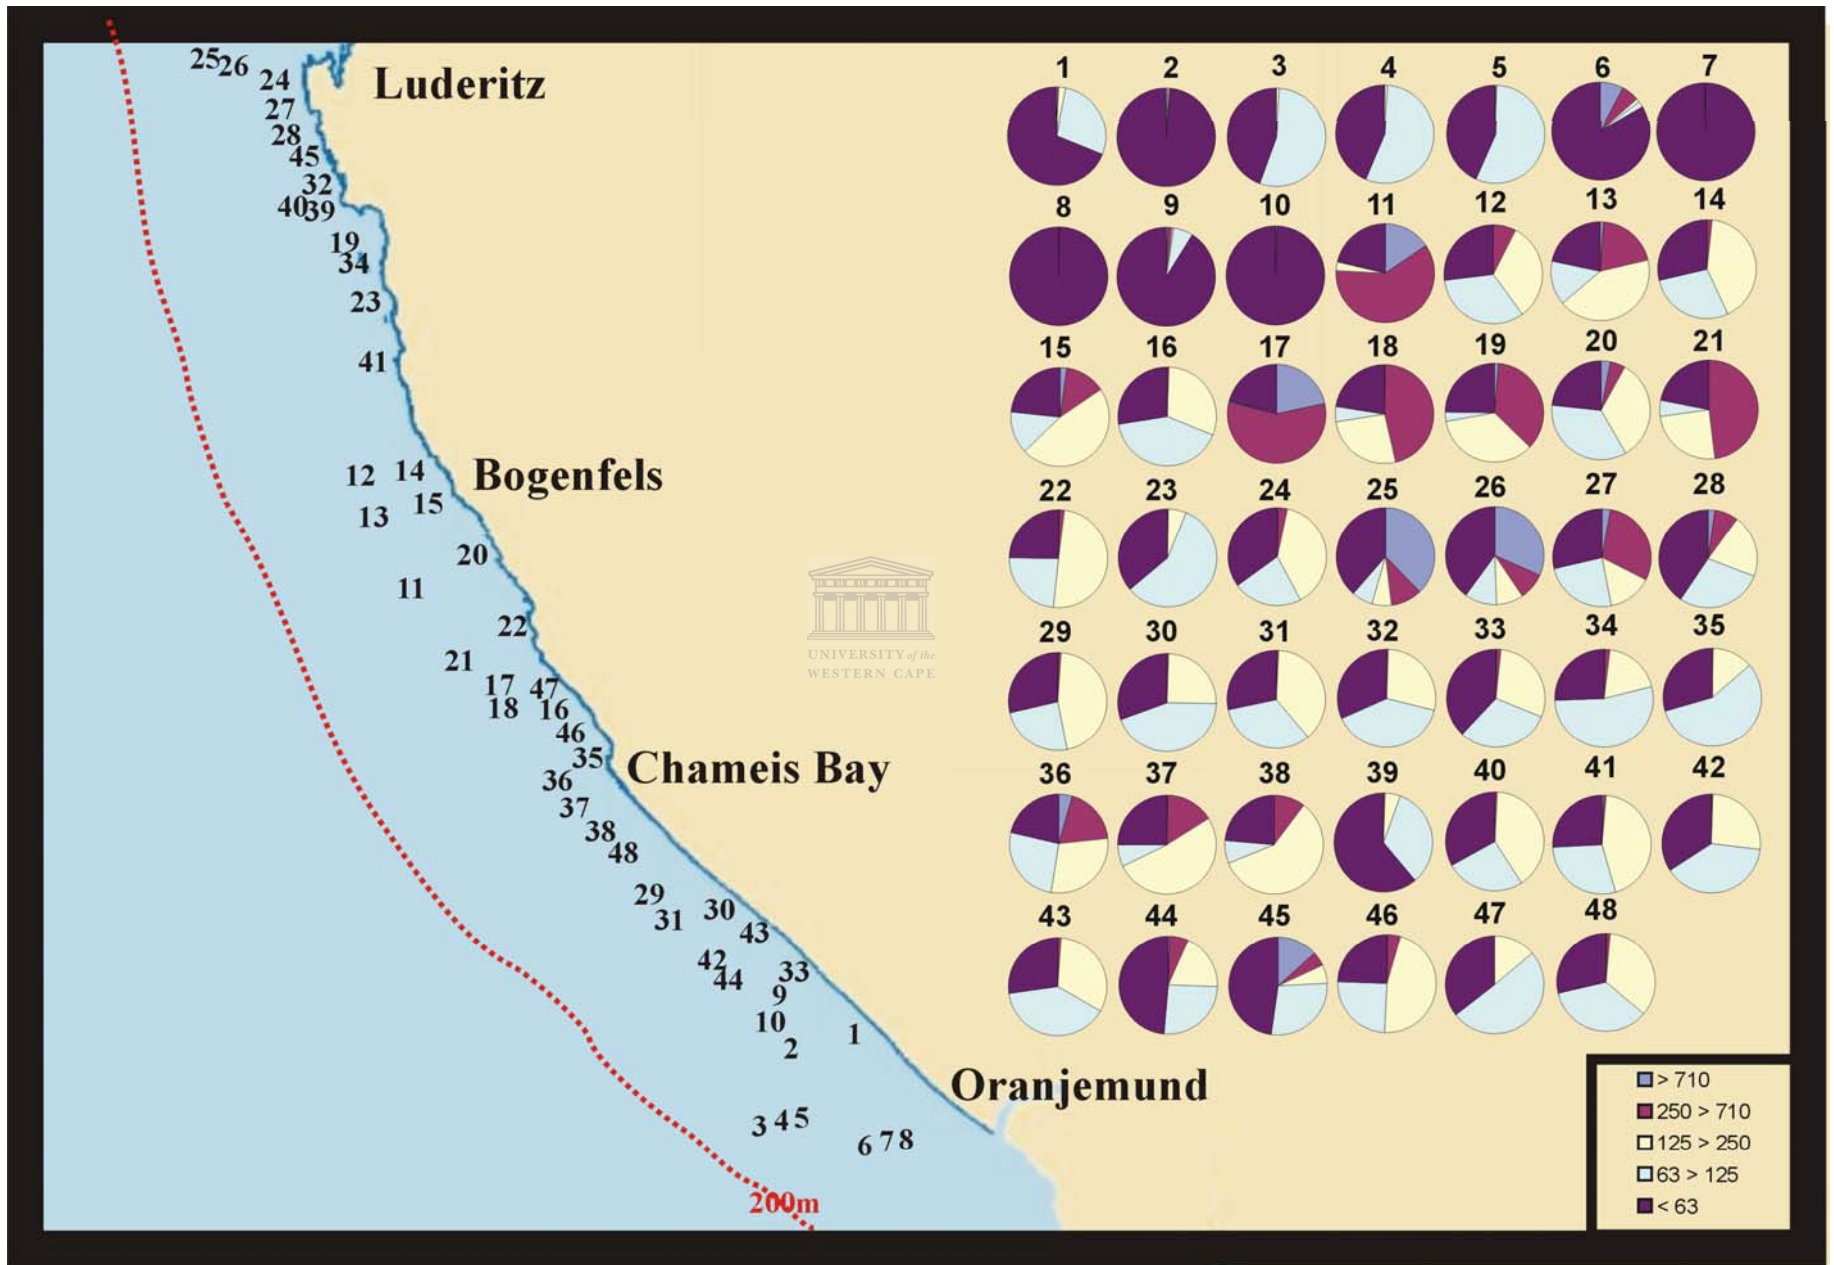 25 26 24 Luderitz
27
28
45
32
40 39
19
34
23
41
12 14 Bogenfels
13 15
20
11
22
21
17 47
18 16
46
35 Chameis Bay
36
37
38
48
29 30
31 43
42 33
44 9
10 1
2
Oranjemund
3 4 5
6 7 8
200m
UNIVERSITY of the
WESTERN CAPE
1 2 3 4 5 6 7
8 9 10 11 12 13 14
15 16 17 18 19 20 21
22 23 24 25 26 27 28
29 30 31 32 33 34 35
36 37 38 39 40 41 42
43 44 45 46 47 48
> 710
250 > 710
125 > 250
63 > 125
< 63